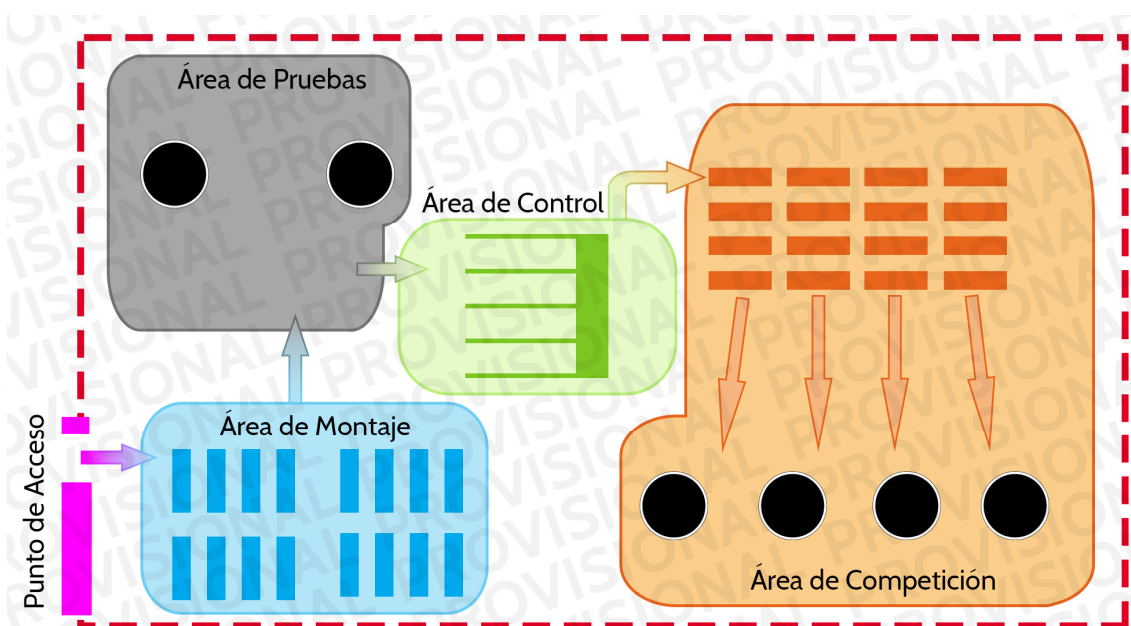 Área de Pruebas
Área de Control
Área de Montaje
Punto de Acceso
Área de Competición
PROVISIONAL